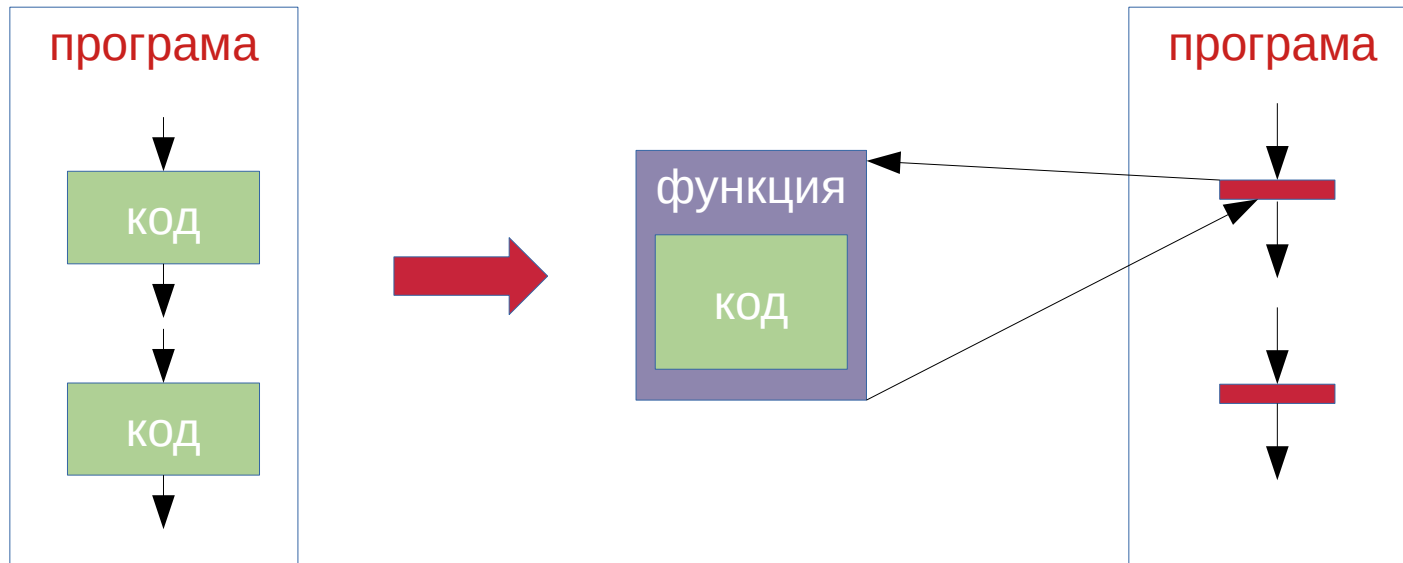 програма
код
код
функция
код
програма